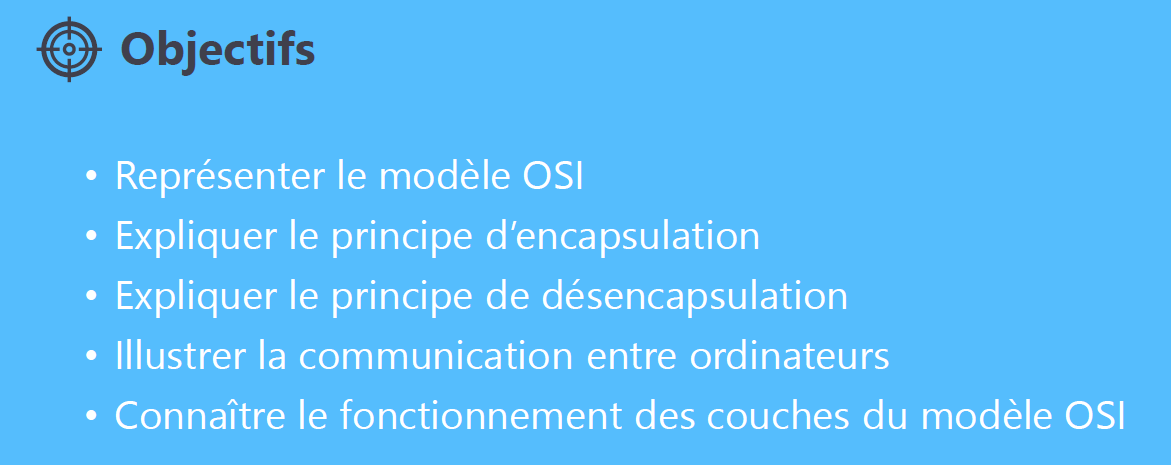 Objectifs
• Représenter le modèle OSI
• Expliquer le principe d’encapsulation
• Expliquer le principe de désencapsulation
• Illustrer la communication entre ordinateurs
• Connaître le fonctionnement des couches du modèle OSI